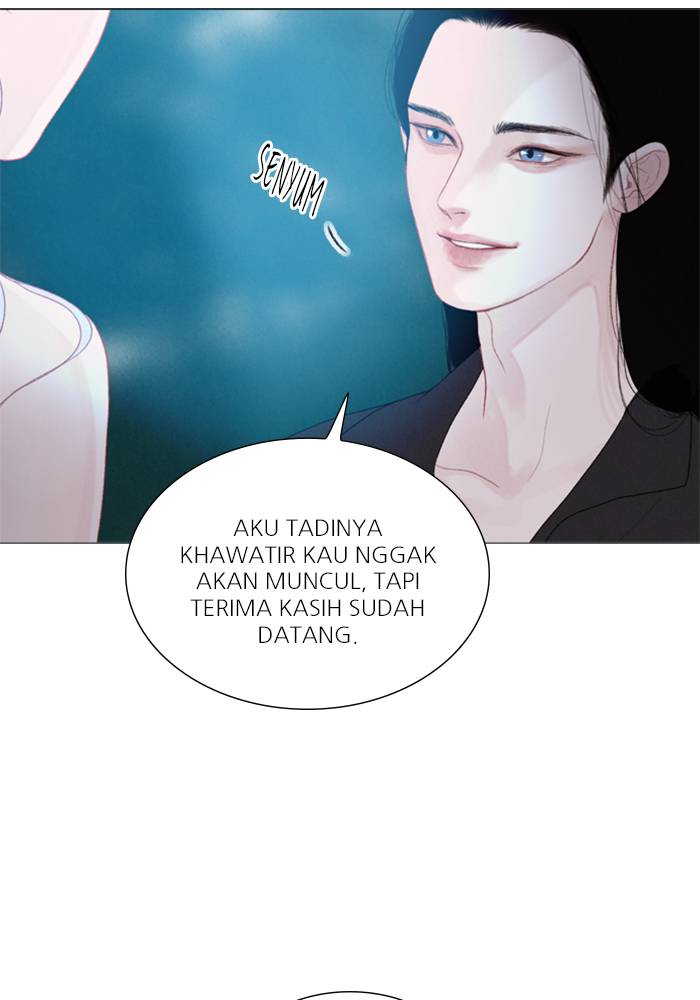 SENYUM
AKU TADINYA
KHAWATIR KAU NGGAK
AKAN MUNCUL, TAPI
TERIMA KASIH SUDAH
DATANG.